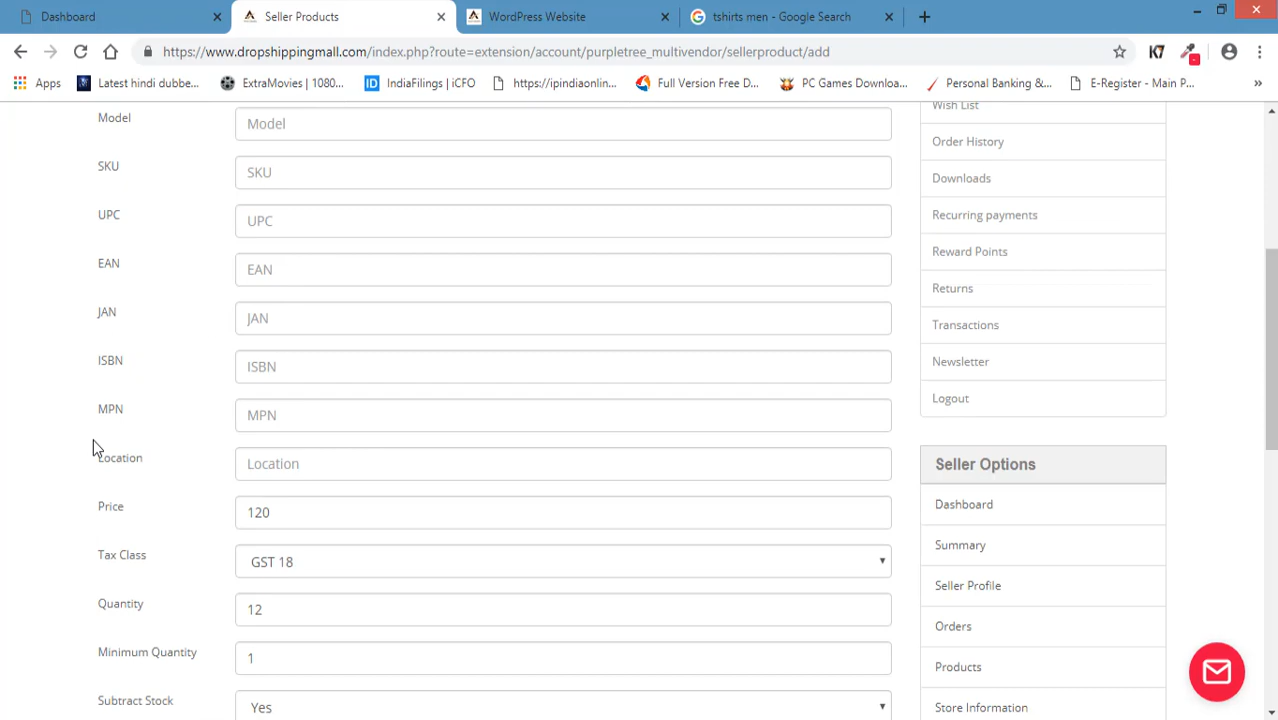 Dashboard
Seller Products
WordPress Website
tshirts men - Google Search
https://www.dropshippingmall.com/index.php?route=extension/account/purpletree_multivendor/sellerproduct/add
K7
Apps
Latest hindi dubbe...
ExtraMovies | 1080...
ID
IndiaFilings | iCFO
https://ipindiaonlin...
Full Version Free D...
PC Games Downloa...
Personal Banking &...
E-Register - Main P...
»
Model
Model
SKU
SKU
UPC
UPC
EAN
EAN
JAN
JAN
ISBN
ISBN
MPN
MPN
Location
Location
Price
120
Tax Class
GST 18
Quantity
12
Minimum Quantity
1
Subtract Stock
Yes
Wish List
Order History
Downloads
Recurring payments
Reward Points
Returns
Transactions
Newsletter
Logout
Seller Options
Dashboard
Summary
Seller Profile
Orders
Products
Store Information